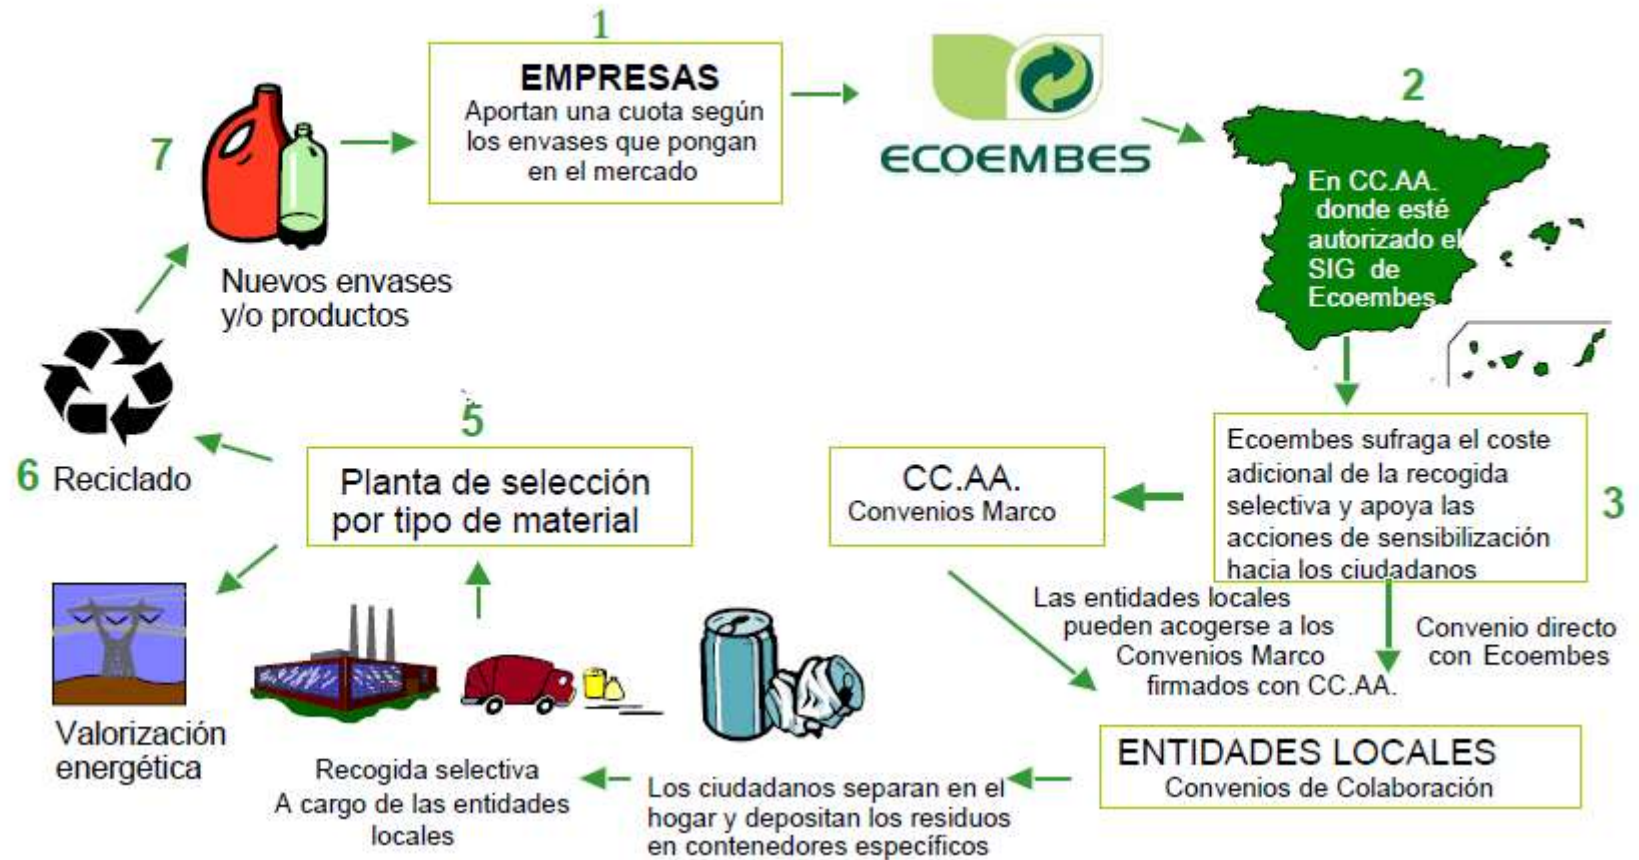 1
EMPRESAS
Aportan una cuota según
los envases que pongan
en el mercado
ECOEMBES
2
En CC.AA.
donde esté
autorizado el
SIG de
Ecoembes
7
Nuevos envases
y/o productos
3
Ecoembes sufraga el coste
adicional de la recogida
selectiva y apoya las
acciones de sensibilización
hacia los ciudadanos
CC.AA.
Convenios Marco
Las entidades locales
pueden acogerse a los
Convenios Marco
firmados con CC.AA.
Convenio directo
con Ecoembes
ENTIDADES LOCALES
Convenios de Colaboración
Los ciudadanos separan en el
hogar y depositan los residuos
en contenedores específicos
Recogida selectiva
A cargo de las entidades
locales
5
Planta de selección
por tipo de material
6 Reciclado
Valorización
energética